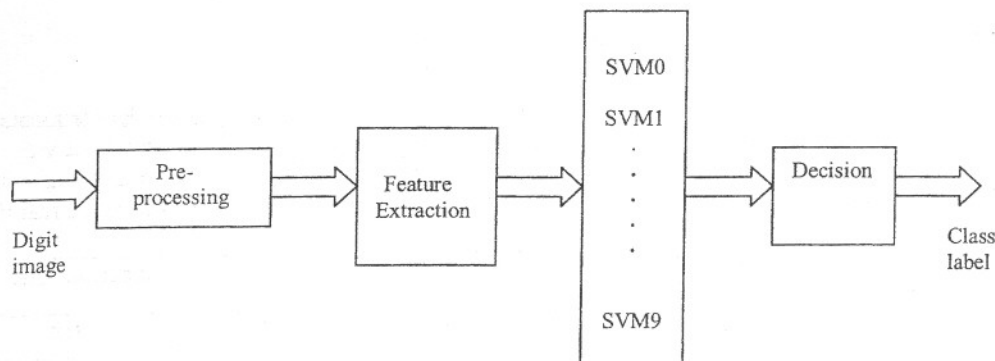 Digit
image
Pre-
processing
Feature
Extraction
SVM0
SVM1
SVM9
Decision
Class
label